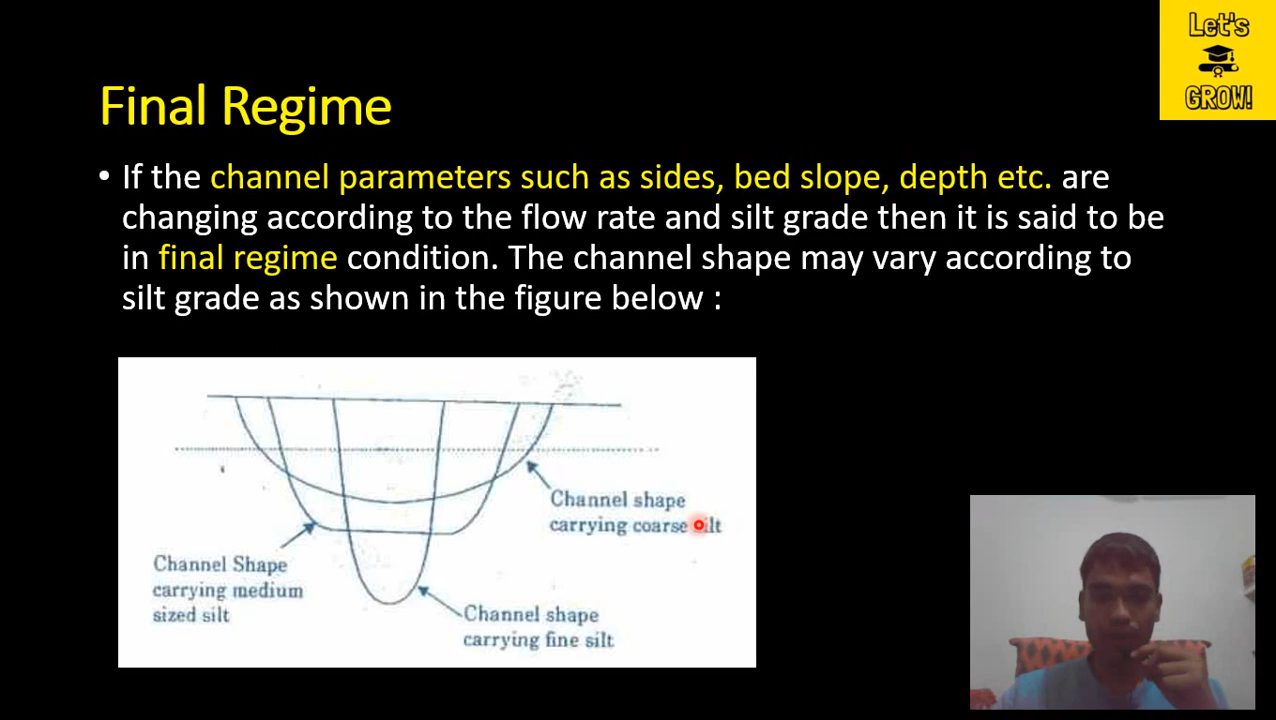 Let's
GROW!
Final Regime
• If the channel parameters such as sides, bed slope, depth etc. are
changing according to the flow rate and silt grade then it is said to be
in final regime condition. The channel shape may vary according to
silt grade as shown in the figure below :
Channel shape
carrying coarse silt
Channel Shape
carrying medium
sized silt
Channel shape
carrying fine silt